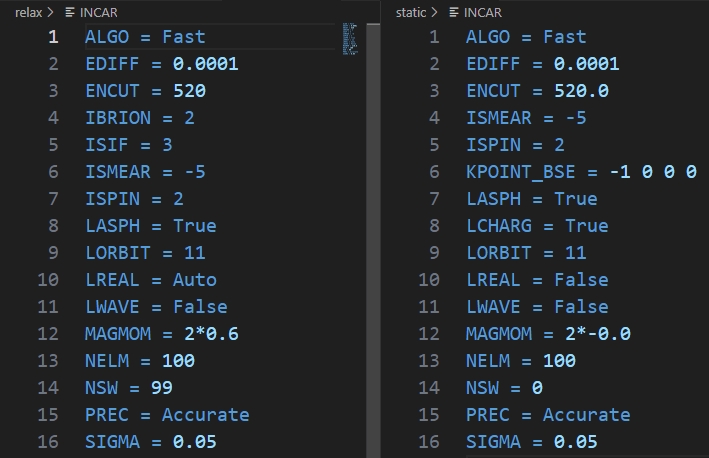 relax > INCAR
1 ALGO = Fast
2 EDIFF = 0.0001
3 ENCUT = 520
4 IBRION = 2
5 ISIF = 3
6 ISMEAR = -5
7 ISPIN = 2
8 LASPH = True
9 LORBIT = 11
10 LREAL = Auto
11 LWAVE = False
12 MAGMOM = 2*0.6
13 NELM = 100
14 NSW = 99
15 PREC = Accurate
16 SIGMA = 0.05
static > INCAR
1 ALGO = Fast
2 EDIFF = 0.0001
3 ENCUT = 520.0
4 ISMEAR = -5
5 ISPIN = 2
6 KPOINT_BSE = -1 0 0 0
7 LASPH = True
8 LCHARG = True
9 LORBIT = 11
10 LREAL = False
11 LWAVE = False
12 MAGMOM = 2*-0.0
13 NELM = 100
14 NSW = 0
15 PREC = Accurate
16 SIGMA = 0.05